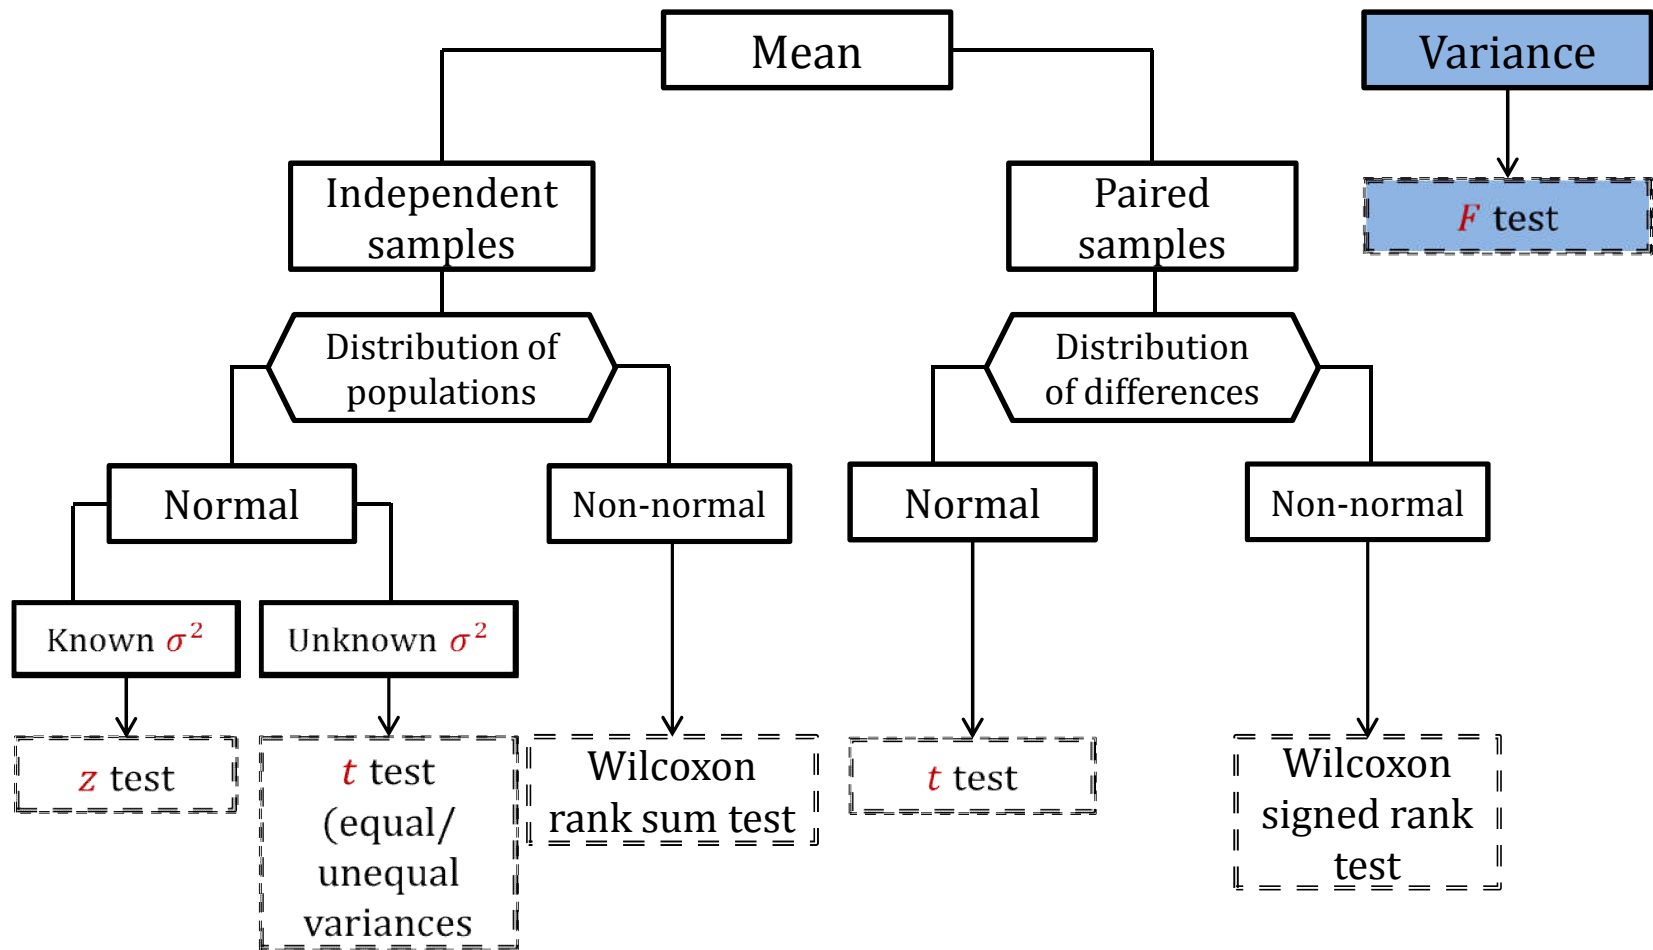 Mean
Variance
Independent
samples
Paired
samples
F test
Distribution of
populations
Distribution
of differences
Normal
Non-normal
Normal
Non-normal
Known σ²
Unknown σ²
z test
t test
(equal/
unequal
variances
Wilcoxon
rank sum test
t test
Wilcoxon
signed rank
test